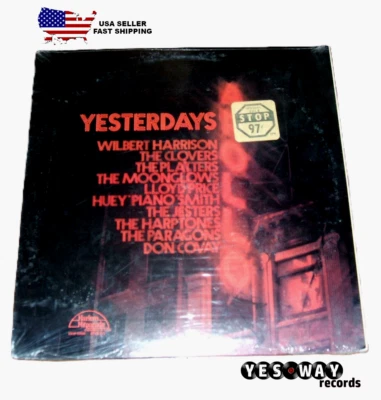 USA SELLER
FAST SHIPPING
YESTERDAYS
STOP
97¢
WILBERT HARRISON
THE CLOVERS
THE PLATTERS
THE MOONGLOWS
LLOYD PRICE
HUEY "PIANO" SMITH
THE JESTERS
THE HARPTONES
THE PARAGONS
DON COVAY
YES WAY
records